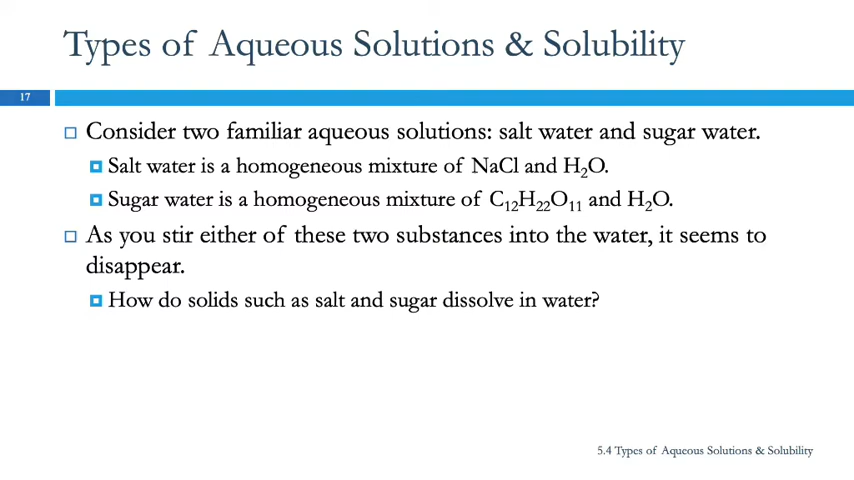 Types of Aqueous Solutions & Solubility
17
Consider two familiar aqueous solutions: salt water and sugar water.
Salt water is a homogeneous mixture of NaCl and H₂O.
Sugar water is a homogeneous mixture of C₁₂H₂₂O₁₁ and H₂O.
As you stir either of these two substances into the water, it seems to
disappear.
How do solids such as salt and sugar dissolve in water?
5.4 Types of Aqueous Solutions & Solubility